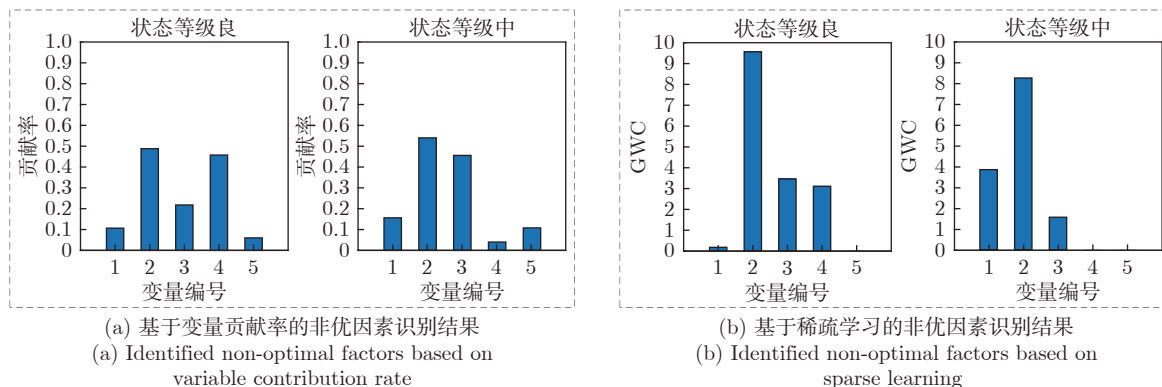 状态等级良
1.0
0.9
0.8
0.7
0.6
0.5
0.4
0.3
0.2
0.1
0
贡献率
1 2 3 4 5
变量编号
状态等级中
1.0
0.9
0.8
0.7
0.6
0.5
0.4
0.3
0.2
0.1
0
贡献率
1 2 3 4 5
变量编号
(a) 基于变量贡献率的非优因素识别结果
(a) Identified non-optimal factors based on
variable contribution rate
状态等级良
10
9
8
7
6
5
4
3
2
1
0
GWC
1 2 3 4 5
变量编号
状态等级中
10
9
8
7
6
5
4
3
2
1
0
GWC
1 2 3 4 5
变量编号
(b) 基于稀疏学习的非优因素识别结果
(b) Identified non-optimal factors based on
sparse learning